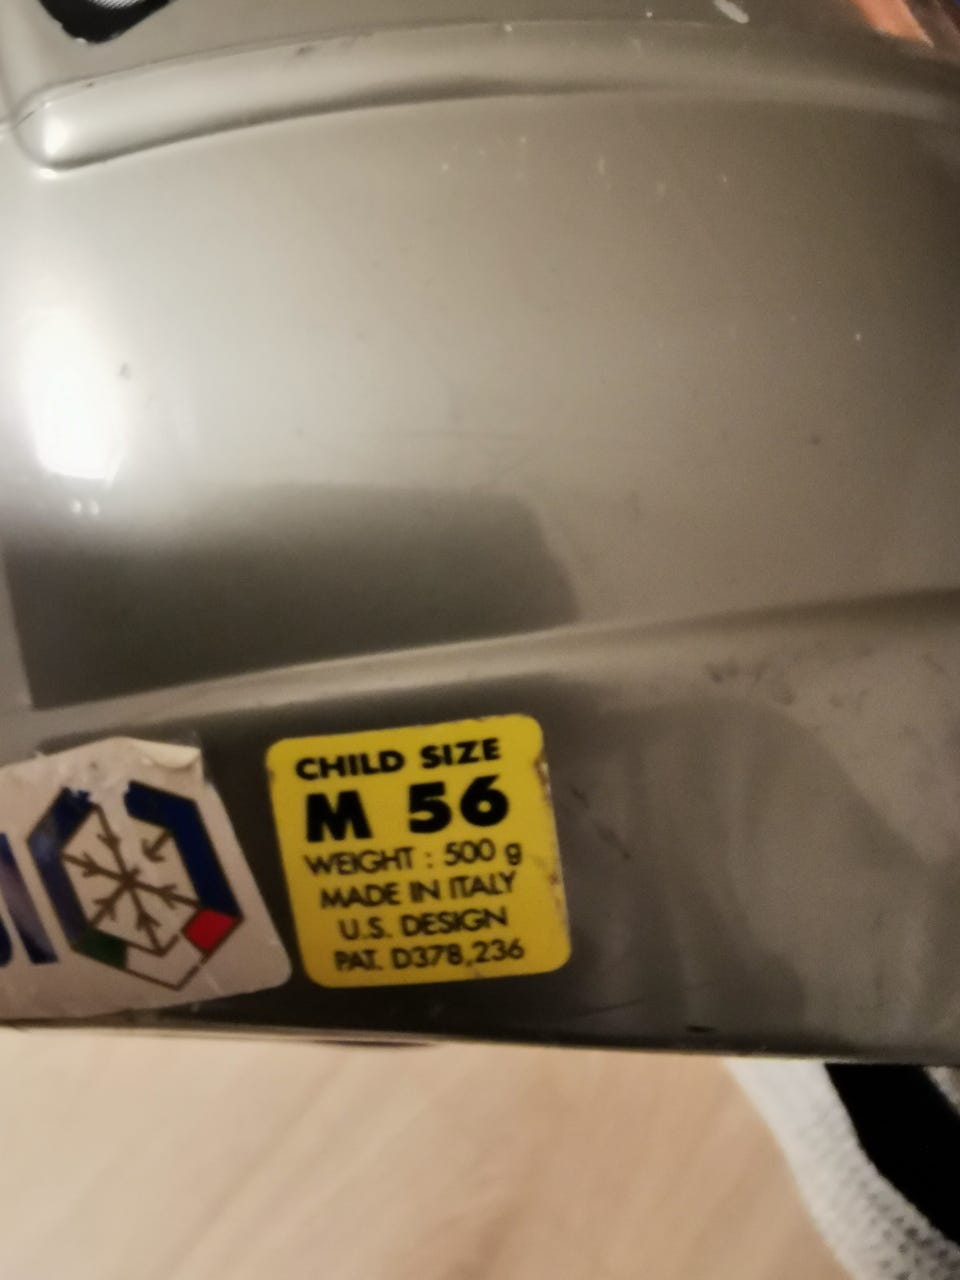 CHILD SIZE
M 56
WEIGHT : 500 g
MADE IN ITALY
U.S. DESIGN
PAT. D378,236